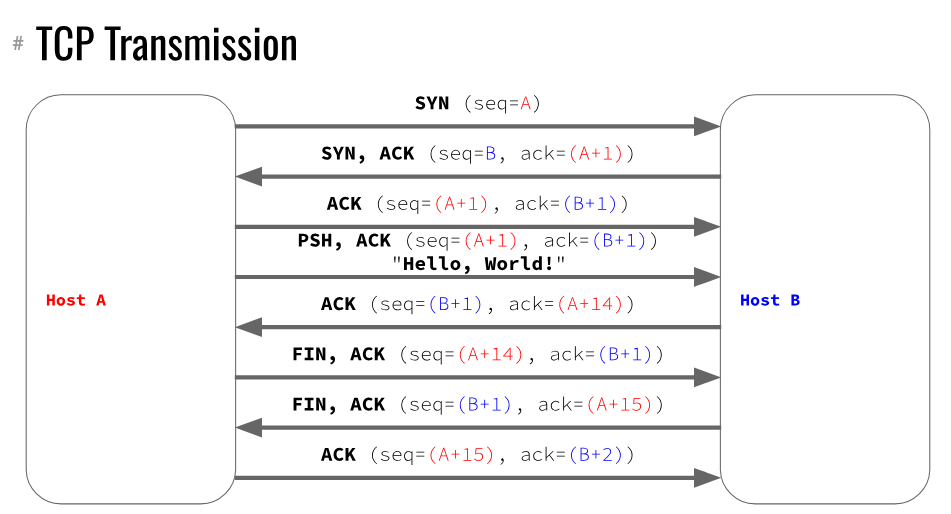 # TCP Transmission
SYN (seq=A)
SYN, ACK (seq=B, ack=(A+1))
ACK (seq=(A+1), ack=(B+1))
PSH, ACK (seq=(A+1), ack=(B+1))
"Hello, World!"
Host A
Host B
ACK (seq=(B+1), ack=(A+14))
FIN, ACK (seq=(A+14), ack=(B+1))
FIN, ACK (seq=(B+1), ack=(A+15))
ACK (seq=(A+15), ack=(B+2))